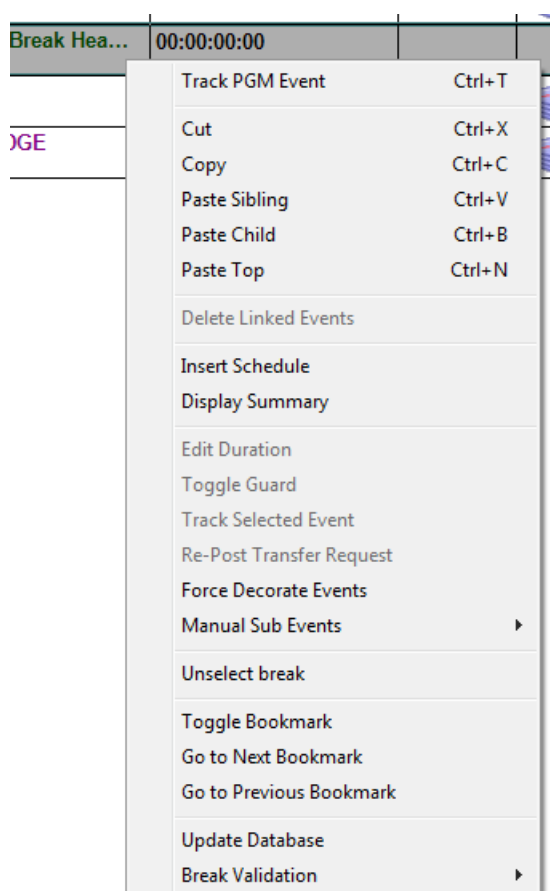 Break Hea... 00:00:00:00
Track PGM Event Ctrl+T
Cut Ctrl+X
OGE
Copy Ctrl+C
Paste Sibling Ctrl+V
Paste Child Ctrl+B
Paste Top Ctrl+N
Delete Linked Events
Insert Schedule
Display Summary
Edit Duration
Toggle Guard
Track Selected Event
Re-Post Transfer Request
Force Decorate Events
Manual Sub Events
Unselect break
Toggle Bookmark
Go to Next Bookmark
Go to Previous Bookmark
Update Database
Break Validation